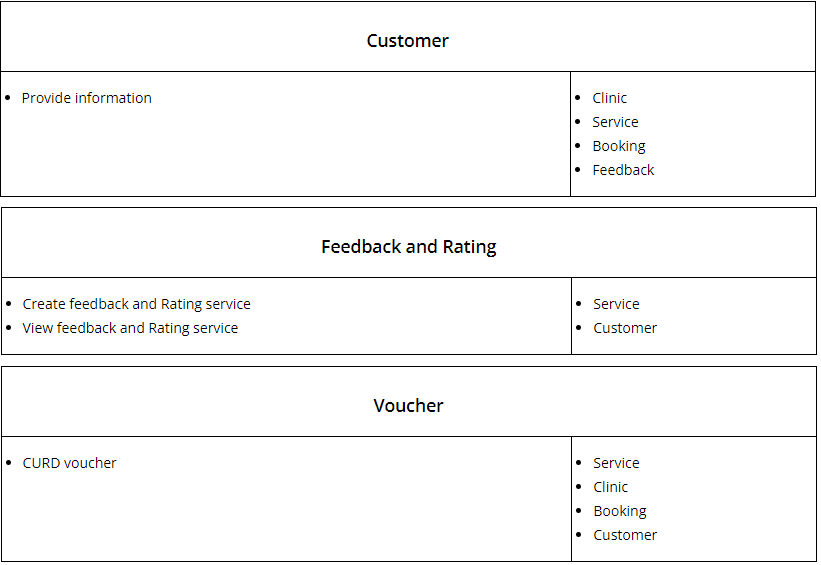 Customer
Provide information
Clinic
Service
Booking
Feedback
Feedback and Rating
Create feedback and Rating service
View feedback and Rating service
Service
Customer
Voucher
CURD voucher
Service
Clinic
Booking
Customer